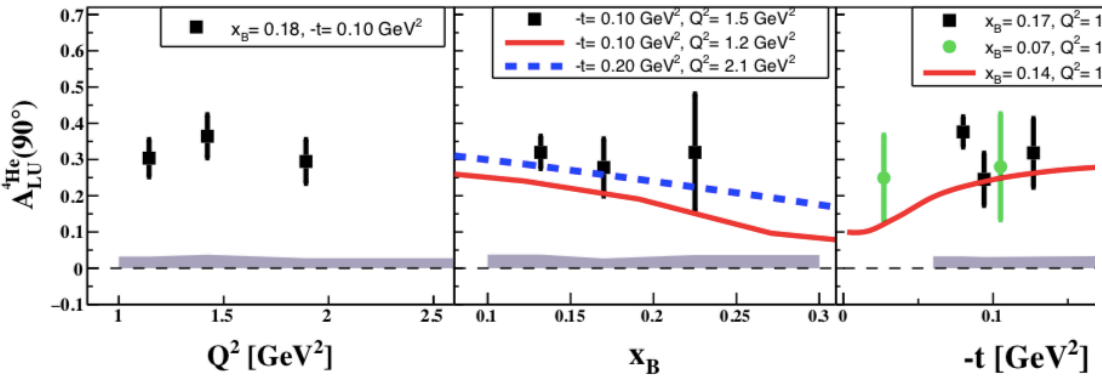 0.7
0.6
0.5
0.4
0.3
0.2
0.1
0
−0.1
A_LU^4He(90°)
x_B= 0.18, -t= 0.10 GeV²
1 1.5 2 2.5
Q² [GeV²]
-t= 0.10 GeV², Q²= 1.5 GeV²
-t= 0.10 GeV², Q²= 1.2 GeV²
-t= 0.20 GeV², Q²= 2.1 GeV²
0.1 0.15 0.2 0.25 0.3
x_B
x_B= 0.17, Q²= 1
x_B= 0.07, Q²= 1
x_B= 0.14, Q²= 1
0 0.1
-t [GeV²]